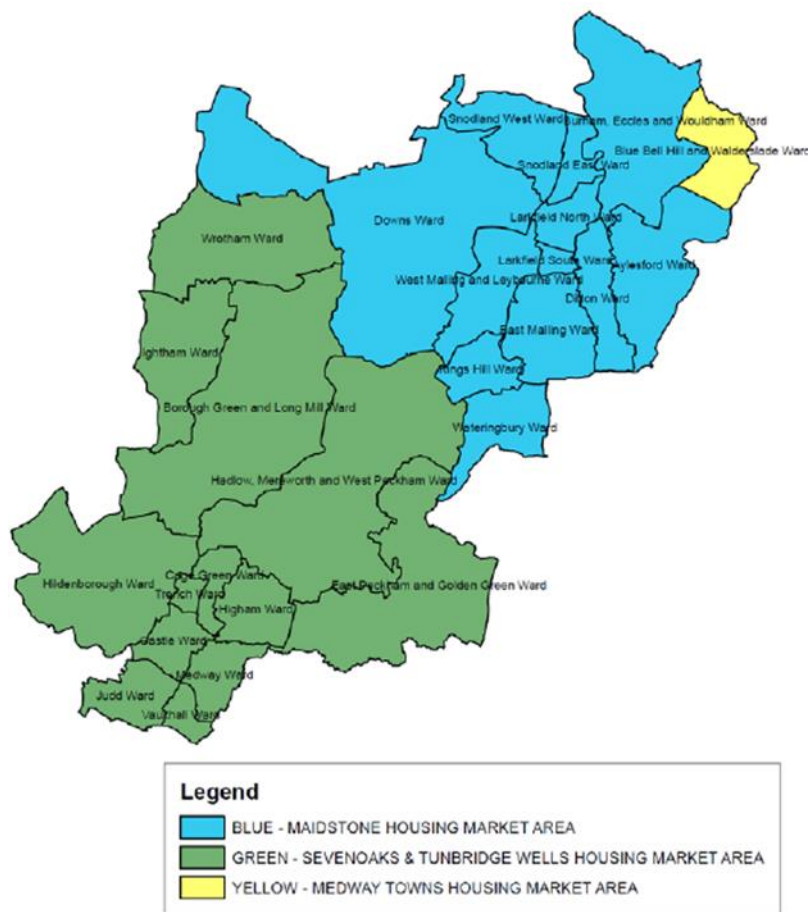 Snodland West Ward
Burham, Eccles and Wouldham Ward
Blue Bell Hill and Walderslade Ward
Snodland East Ward
Downs Ward
Larkfield North Ward
Wrotham Ward
Larkfield South Ward
Aylesford Ward
West Malling and Leybourne Ward
Ditton Ward
East Malling Ward
Ightham Ward
Kings Hill Ward
Borough Green and Long Mill Ward
Wateringbury Ward
Hadlow, Mereworth and West Peckham Ward
Cage Green Ward
Hildenborough Ward
East Peckham and Golden Green Ward
Trench Ward
Higham Ward
Castle Ward
Medway Ward
Judd Ward
Vauxhall Ward
Legend
BLUE - MAIDSTONE HOUSING MARKET AREA
GREEN - SEVENOAKS & TUNBRIDGE WELLS HOUSING MARKET AREA
YELLOW - MEDWAY TOWNS HOUSING MARKET AREA